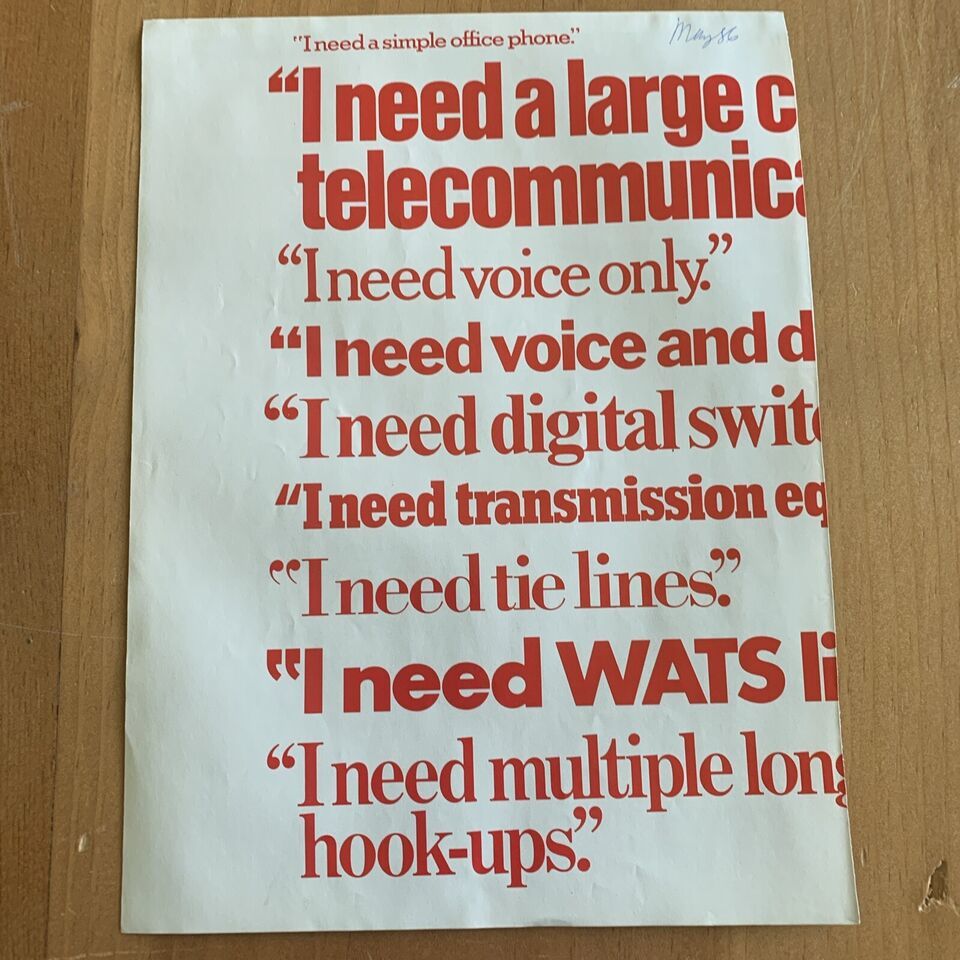 "I need a simple office phone."
May 86
"I need a large c
telecommunica
"I need voice only."
"I need voice and d
"I need digital switc
"I need transmission eq
"I need tie lines."
"I need WATS li
"I need multiple long
hook-ups."